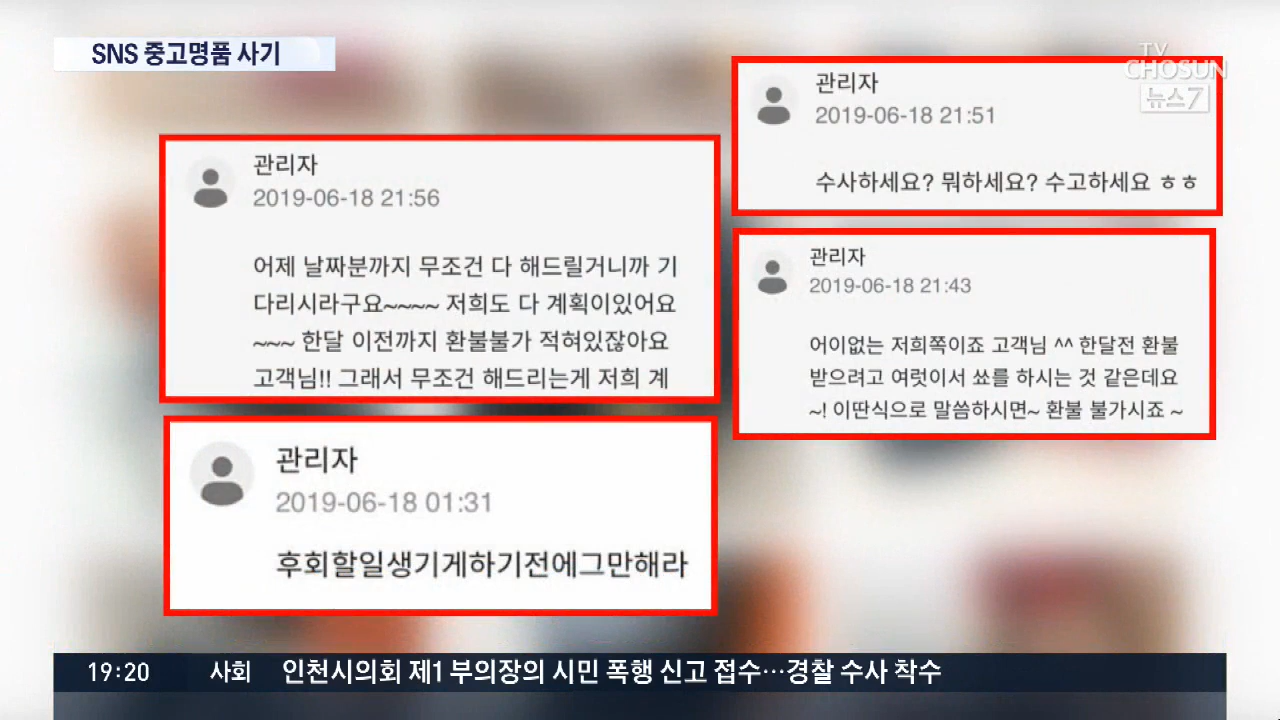 SNS 중고명품 사기
TV
CHOSUN
뉴스7
관리자
2019-06-18 21:56
어제 날짜분까지 무조건 다 해드릴거니까 기
다리시라구요~~~~ 저희도 다 계획이있어요
~~~ 한달 이전까지 환불불가 적혀있잖아요
고객님!! 그래서 무조건 해드리는게 저희 계
관리자
2019-06-18 21:51
수사하세요? 뭐하세요? 수고하세요 ㅎㅎ
관리자
2019-06-18 21:43
어이없는 저희쪽이죠 고객님 ^^ 한달전 환불
받으려고 여럿이서 쑈를 하시는 것 같은데요
~! 이딴식으로 말씀하시면~ 환불 불가시죠 ~
관리자
2019-06-18 01:31
후회할일생기게하기전에그만해라
19:20 사회 인천시의회 제1 부의장의 시민 폭행 신고 접수…경찰 수사 착수